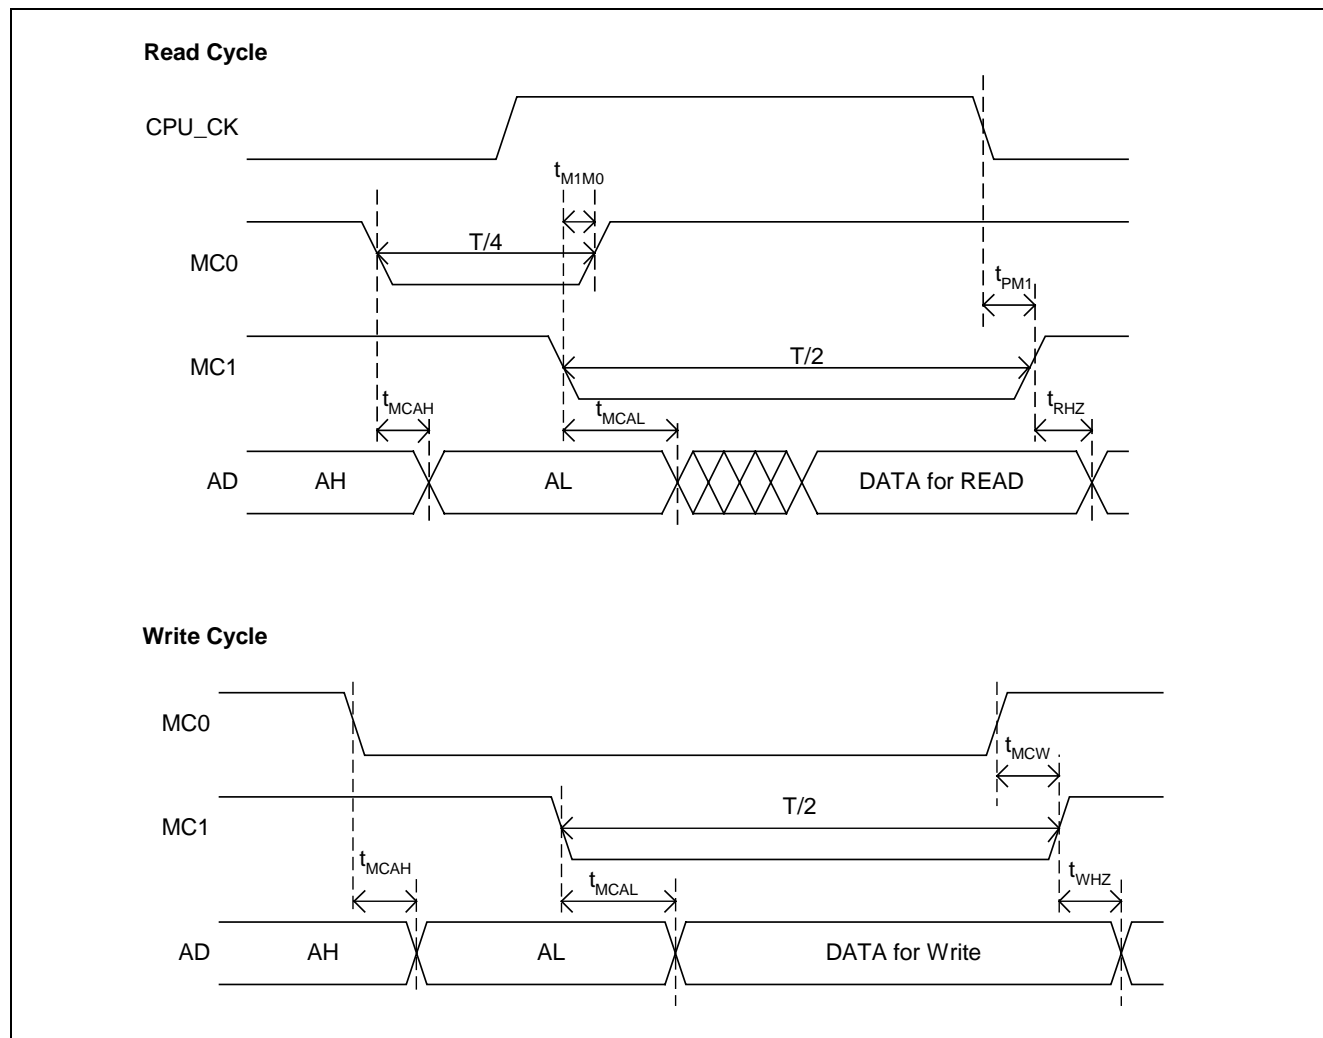 Read Cycle
CPU_CK
tM1M0
T/4
MC0
tPM1
T/2
MC1
tMCAH
tMCAL
tRHZ
AD
AH
AL
DATA for READ
Write Cycle
MC0
tMCW
T/2
MC1
tMCAH
tMCAL
tWHZ
AD
AH
AL
DATA for Write